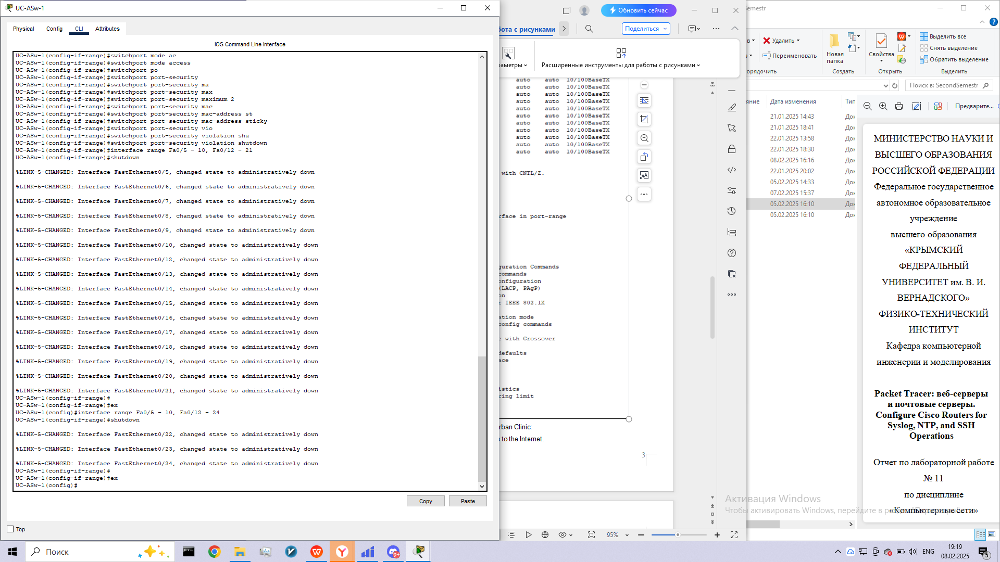 UC-ASw-1
Physical
Config
CLI
Attributes
IOS Command Line Interface
UC-ASw-1(config-if-range)#switchport mode ac
UC-ASw-1(config-if-range)#switchport mode access
UC-ASw-1(config-if-range)#switchport po
UC-ASw-1(config-if-range)#switchport port-security
UC-ASw-1(config-if-range)#switchport port-security ma
UC-ASw-1(config-if-range)#switchport port-security max
UC-ASw-1(config-if-range)#switchport port-security maximum 2
UC-ASw-1(config-if-range)#switchport port-security mac
UC-ASw-1(config-if-range)#switchport port-security mac-address st
UC-ASw-1(config-if-range)#switchport port-security mac-address sticky
UC-ASw-1(config-if-range)#switchport port-security vio
UC-ASw-1(config-if-range)#switchport port-security violation shu
UC-ASw-1(config-if-range)#switchport port-security violation shutdown
UC-ASw-1(config-if-range)#interface range Fa0/5 - 10, Fa0/12 - 21
UC-ASw-1(config-if-range)#shutdown
%LINK-5-CHANGED: Interface FastEthernet0/5, changed state to administratively down
%LINK-5-CHANGED: Interface FastEthernet0/6, changed state to administratively down
%LINK-5-CHANGED: Interface FastEthernet0/7, changed state to administratively down
%LINK-5-CHANGED: Interface FastEthernet0/8, changed state to administratively down
%LINK-5-CHANGED: Interface FastEthernet0/9, changed state to administratively down
%LINK-5-CHANGED: Interface FastEthernet0/10, changed state to administratively down
%LINK-5-CHANGED: Interface FastEthernet0/12, changed state to administratively down
%LINK-5-CHANGED: Interface FastEthernet0/13, changed state to administratively down
%LINK-5-CHANGED: Interface FastEthernet0/14, changed state to administratively down
%LINK-5-CHANGED: Interface FastEthernet0/15, changed state to administratively down
%LINK-5-CHANGED: Interface FastEthernet0/16, changed state to administratively down
%LINK-5-CHANGED: Interface FastEthernet0/17, changed state to administratively down
%LINK-5-CHANGED: Interface FastEthernet0/18, changed state to administratively down
%LINK-5-CHANGED: Interface FastEthernet0/19, changed state to administratively down
%LINK-5-CHANGED: Interface FastEthernet0/20, changed state to administratively down
%LINK-5-CHANGED: Interface FastEthernet0/21, changed state to administratively down
UC-ASw-1(config-if-range)#
UC-ASw-1(config-if-range)#ex
UC-ASw-1(config)#interface range Fa0/5 - 10, Fa0/12 - 24
UC-ASw-1(config-if-range)#shutdown
%LINK-5-CHANGED: Interface FastEthernet0/22, changed state to administratively down
%LINK-5-CHANGED: Interface FastEthernet0/23, changed state to administratively down
%LINK-5-CHANGED: Interface FastEthernet0/24, changed state to administratively down
UC-ASw-1(config-if-range)#
UC-ASw-1(config-if-range)#ex
UC-ASw-1(config)#
Copy
Paste
Top
Обновить сейчас
бота с рисунками
Поделиться
раметры
Расширенные инструменты для работы с рисунками
auto auto 10/100BaseTX
auto auto 10/100BaseTX
auto auto 10/100BaseTX
auto auto 10/100BaseTX
auto auto 10/100BaseTX
auto auto 10/100BaseTX
auto auto 10/100BaseTX
auto auto 10/100BaseTX
auto auto 10/100BaseTX
auto auto 10/100BaseTX
auto auto 10/100BaseTX
with CNTL/Z.
rface in port-range
guration Commands
commands
onfiguration
(LACP, PAgP)
on
r IEEE 802.1X
ation mode
config commands
e with Crossover
defaults
ace
istics
ring limit
rban Clinic:
s to the Internet.
3
95%
Semestr
Удалить
Переименовать
орядочить
Новая
папка
Создать
Свойства
Открыть
Выделить все
Снять выделение
Обратить выделение
Выделить
Поиск в: SecondSemestr
яние
Дата изменения
Тип
21.01.2025 14:43 Док
21.01.2025 18:41 Док
22.01.2025 13:58 Док
22.01.2025 18:30 Док
08.02.2025 16:16 Док
22.01.2025 20:02 Док
05.02.2025 14:33 Док
07.02.2025 15:37 Док
05.02.2025 16:10 Док
05.02.2025 16:10 Док
Предварите...
МИНИСТЕРСТВО НАУКИ И
ВЫСШЕГО ОБРАЗОВАНИЯ
РОССИЙСКОЙ ФЕДЕРАЦИИ
Федеральное государственное
автономное образовательное
учреждение
высшего образования
«КРЫМСКИЙ
ФЕДЕРАЛЬНЫЙ
УНИВЕРСИТЕТ им. В. И.
ВЕРНАДСКОГО»
ФИЗИКО-ТЕХНИЧЕСКИЙ
ИНСТИТУТ
Кафедра компьютерной
инженерии и моделирования
Packet Tracer: веб-серверы
и почтовые серверы.
Configure Cisco Routers for
Syslog, NTP, and SSH
Operations
Отчет по лабораторной работе
№ 11
по дисциплине
«Компьютерные сети»
Активация Windows
Чтобы активировать Windows, перейдите в раздел
Поиск
9+
ENG
19:19
08.02.2025
5